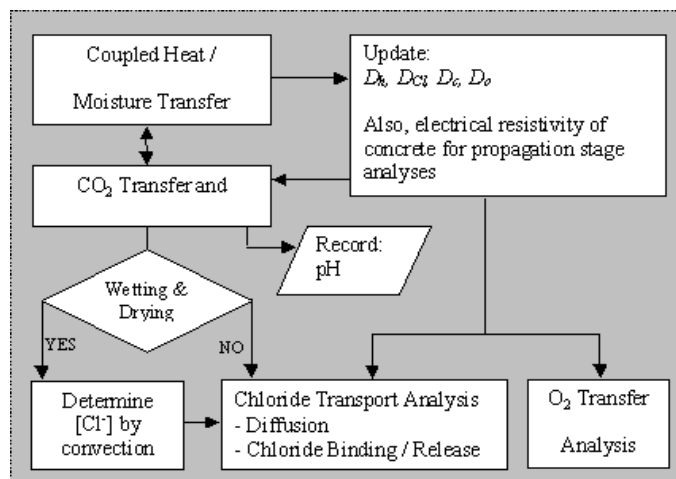 Coupled Heat /
Moisture Transfer
Update:
Dh, DCl, Dc, Do
Also, electrical resistivity of
concrete for propagation stage
analyses
CO₂ Transfer and
Record:
pH
Wetting &
Drying
YES
NO
Determine
[Cl⁻] by
convection
Chloride Transport Analysis
- Diffusion
- Chloride Binding / Release
O₂ Transfer
Analysis